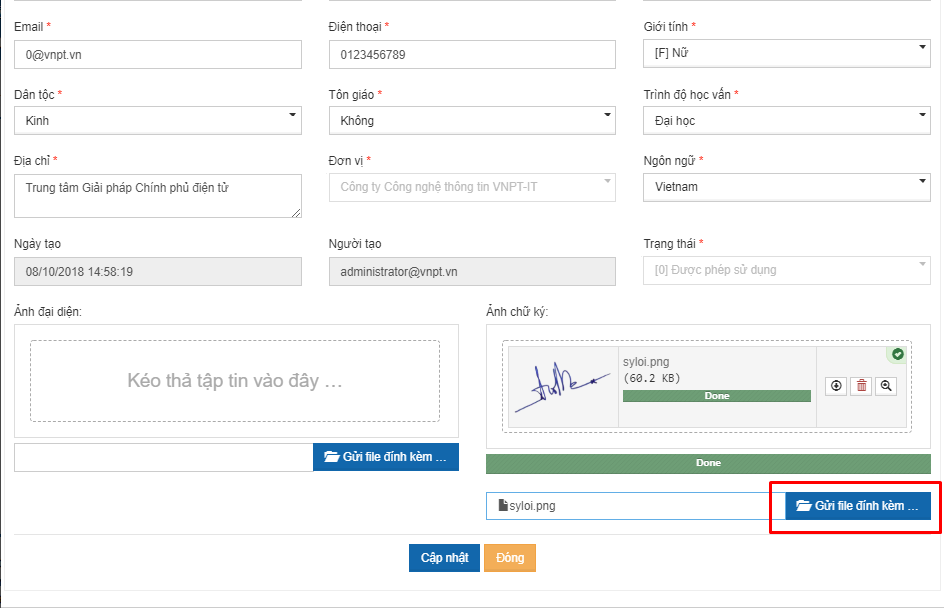 Email *
Điện thoại *
Giới tính *
0@vnpt.vn
0123456789
[F] Nữ
Dân tộc *
Tôn giáo *
Trình độ học vấn *
Kinh
Không
Đại học
Địa chỉ *
Đơn vị *
Ngôn ngữ *
Trung tâm Giải pháp Chính phủ điện tử
Công ty Công nghệ thông tin VNPT-IT
Vietnam
Ngày tạo
Người tạo
Trạng thái *
08/10/2018 14:58:19
administrator@vnpt.vn
[0] Được phép sử dụng
Ảnh đại diện:
Ảnh chữ ký:
Kéo thả tập tin vào đây …
syloi.png
(60.2 KB)
Done
Gửi file đính kèm …
Done
syloi.png
Gửi file đính kèm …
Cập nhật
Đóng